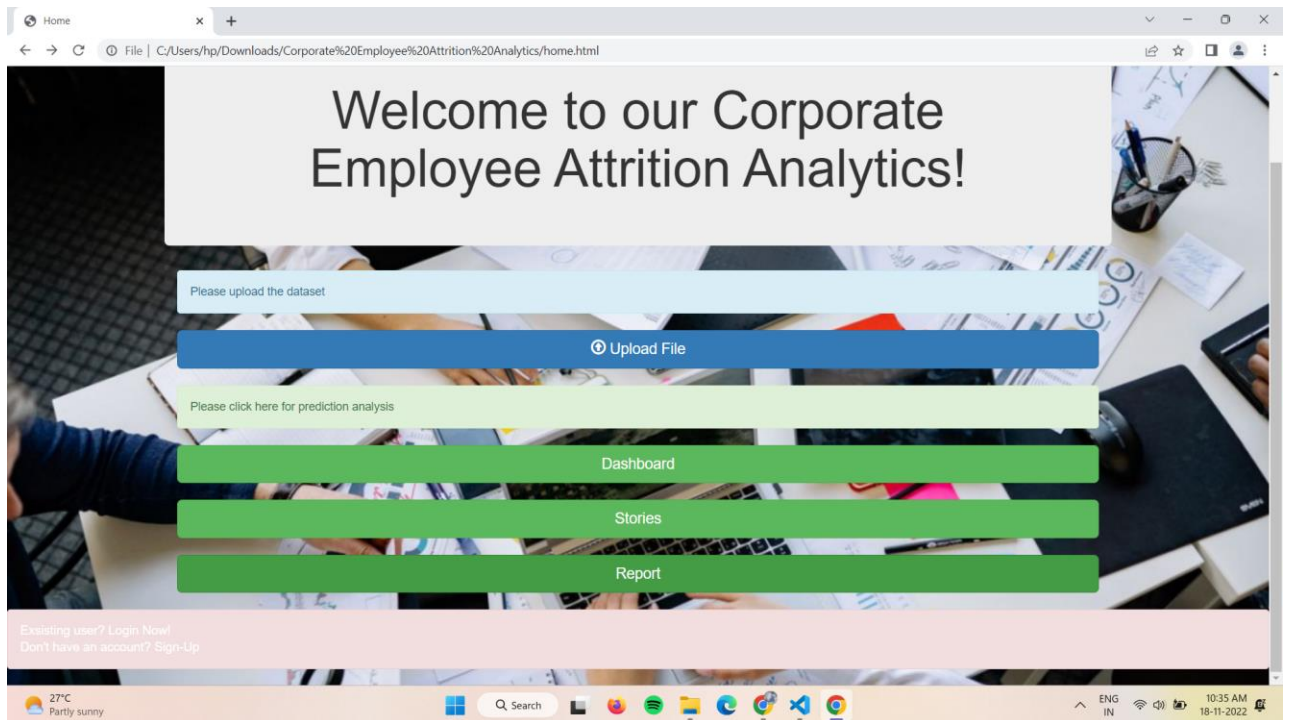 Home
File | C:/Users/hp/Downloads/Corporate%20Employee%20Attrition%20Analytics/home.html
Welcome to our Corporate
Employee Attrition Analytics!
Please upload the dataset
Upload File
Please click here for prediction analysis
Dashboard
Stories
Report
Exsisting user? Login Now!
Don't have an account? Sign-Up
27°C
Partly sunny
Search
ENG
IN
10:35 AM
18-11-2022